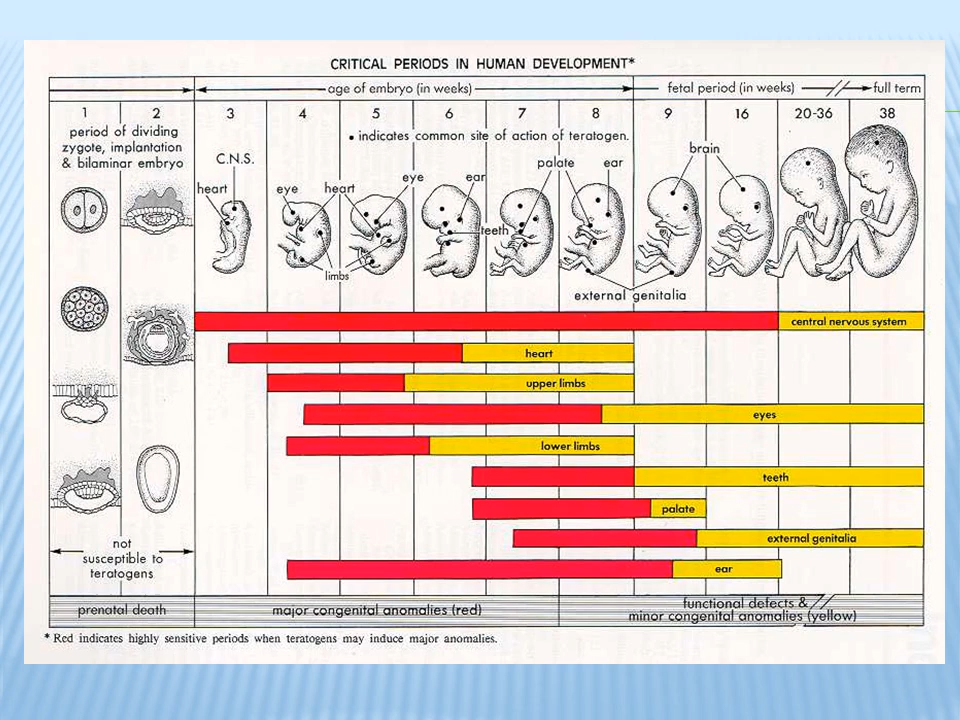 CRITICAL PERIODS IN HUMAN DEVELOPMENT*
age of embryo (in weeks)
fetal period (in weeks)
full term
1 2 3 4 5 6 7 8 9 16 20-36 38
period of dividing
zygote, implantation
& bilaminar embryo
• indicates common site of action of teratogen.
C.N.S.
heart
eye
heart
limbs
eye
ear
teeth
palate
ear
brain
external genitalia
central nervous system
heart
upper limbs
eyes
lower limbs
teeth
palate
external genitalia
ear
not
susceptible to
teratogens
prenatal death
major congenital anomalies (red)
functional defects &
minor congenital anomalies (yellow)
* Red indicates highly sensitive periods when teratogens may induce major anomalies.